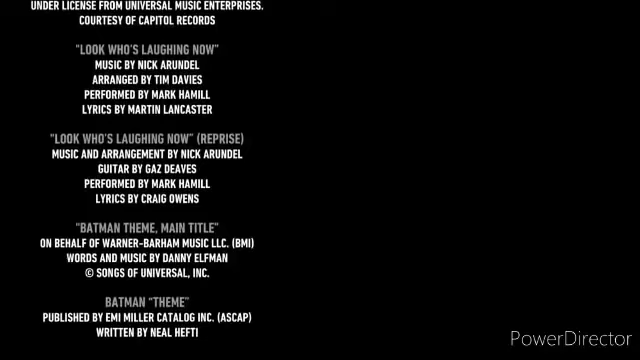 UNDER LICENSE FROM UNIVERSAL MUSIC ENTERPRISES.
COURTESY OF CAPITOL RECORDS
"LOOK WHO'S LAUGHING NOW"
MUSIC BY NICK ARUNDEL
ARRANGED BY TIM DAVIES
PERFORMED BY MARK HAMILL
LYRICS BY MARTIN LANCASTER
"LOOK WHO'S LAUGHING NOW" (REPRISE)
MUSIC AND ARRANGEMENT BY NICK ARUNDEL
GUITAR BY GAZ DEAVES
PERFORMED BY MARK HAMILL
LYRICS BY CRAIG OWENS
"BATMAN THEME, MAIN TITLE"
ON BEHALF OF WARNER-BARHAM MUSIC LLC. (BMI)
WORDS AND MUSIC BY DANNY ELFMAN
© SONGS OF UNIVERSAL, INC.
BATMAN "THEME"
PUBLISHED BY EMI MILLER CATALOG INC. (ASCAP)
WRITTEN BY NEAL HEFTI
PowerDirector